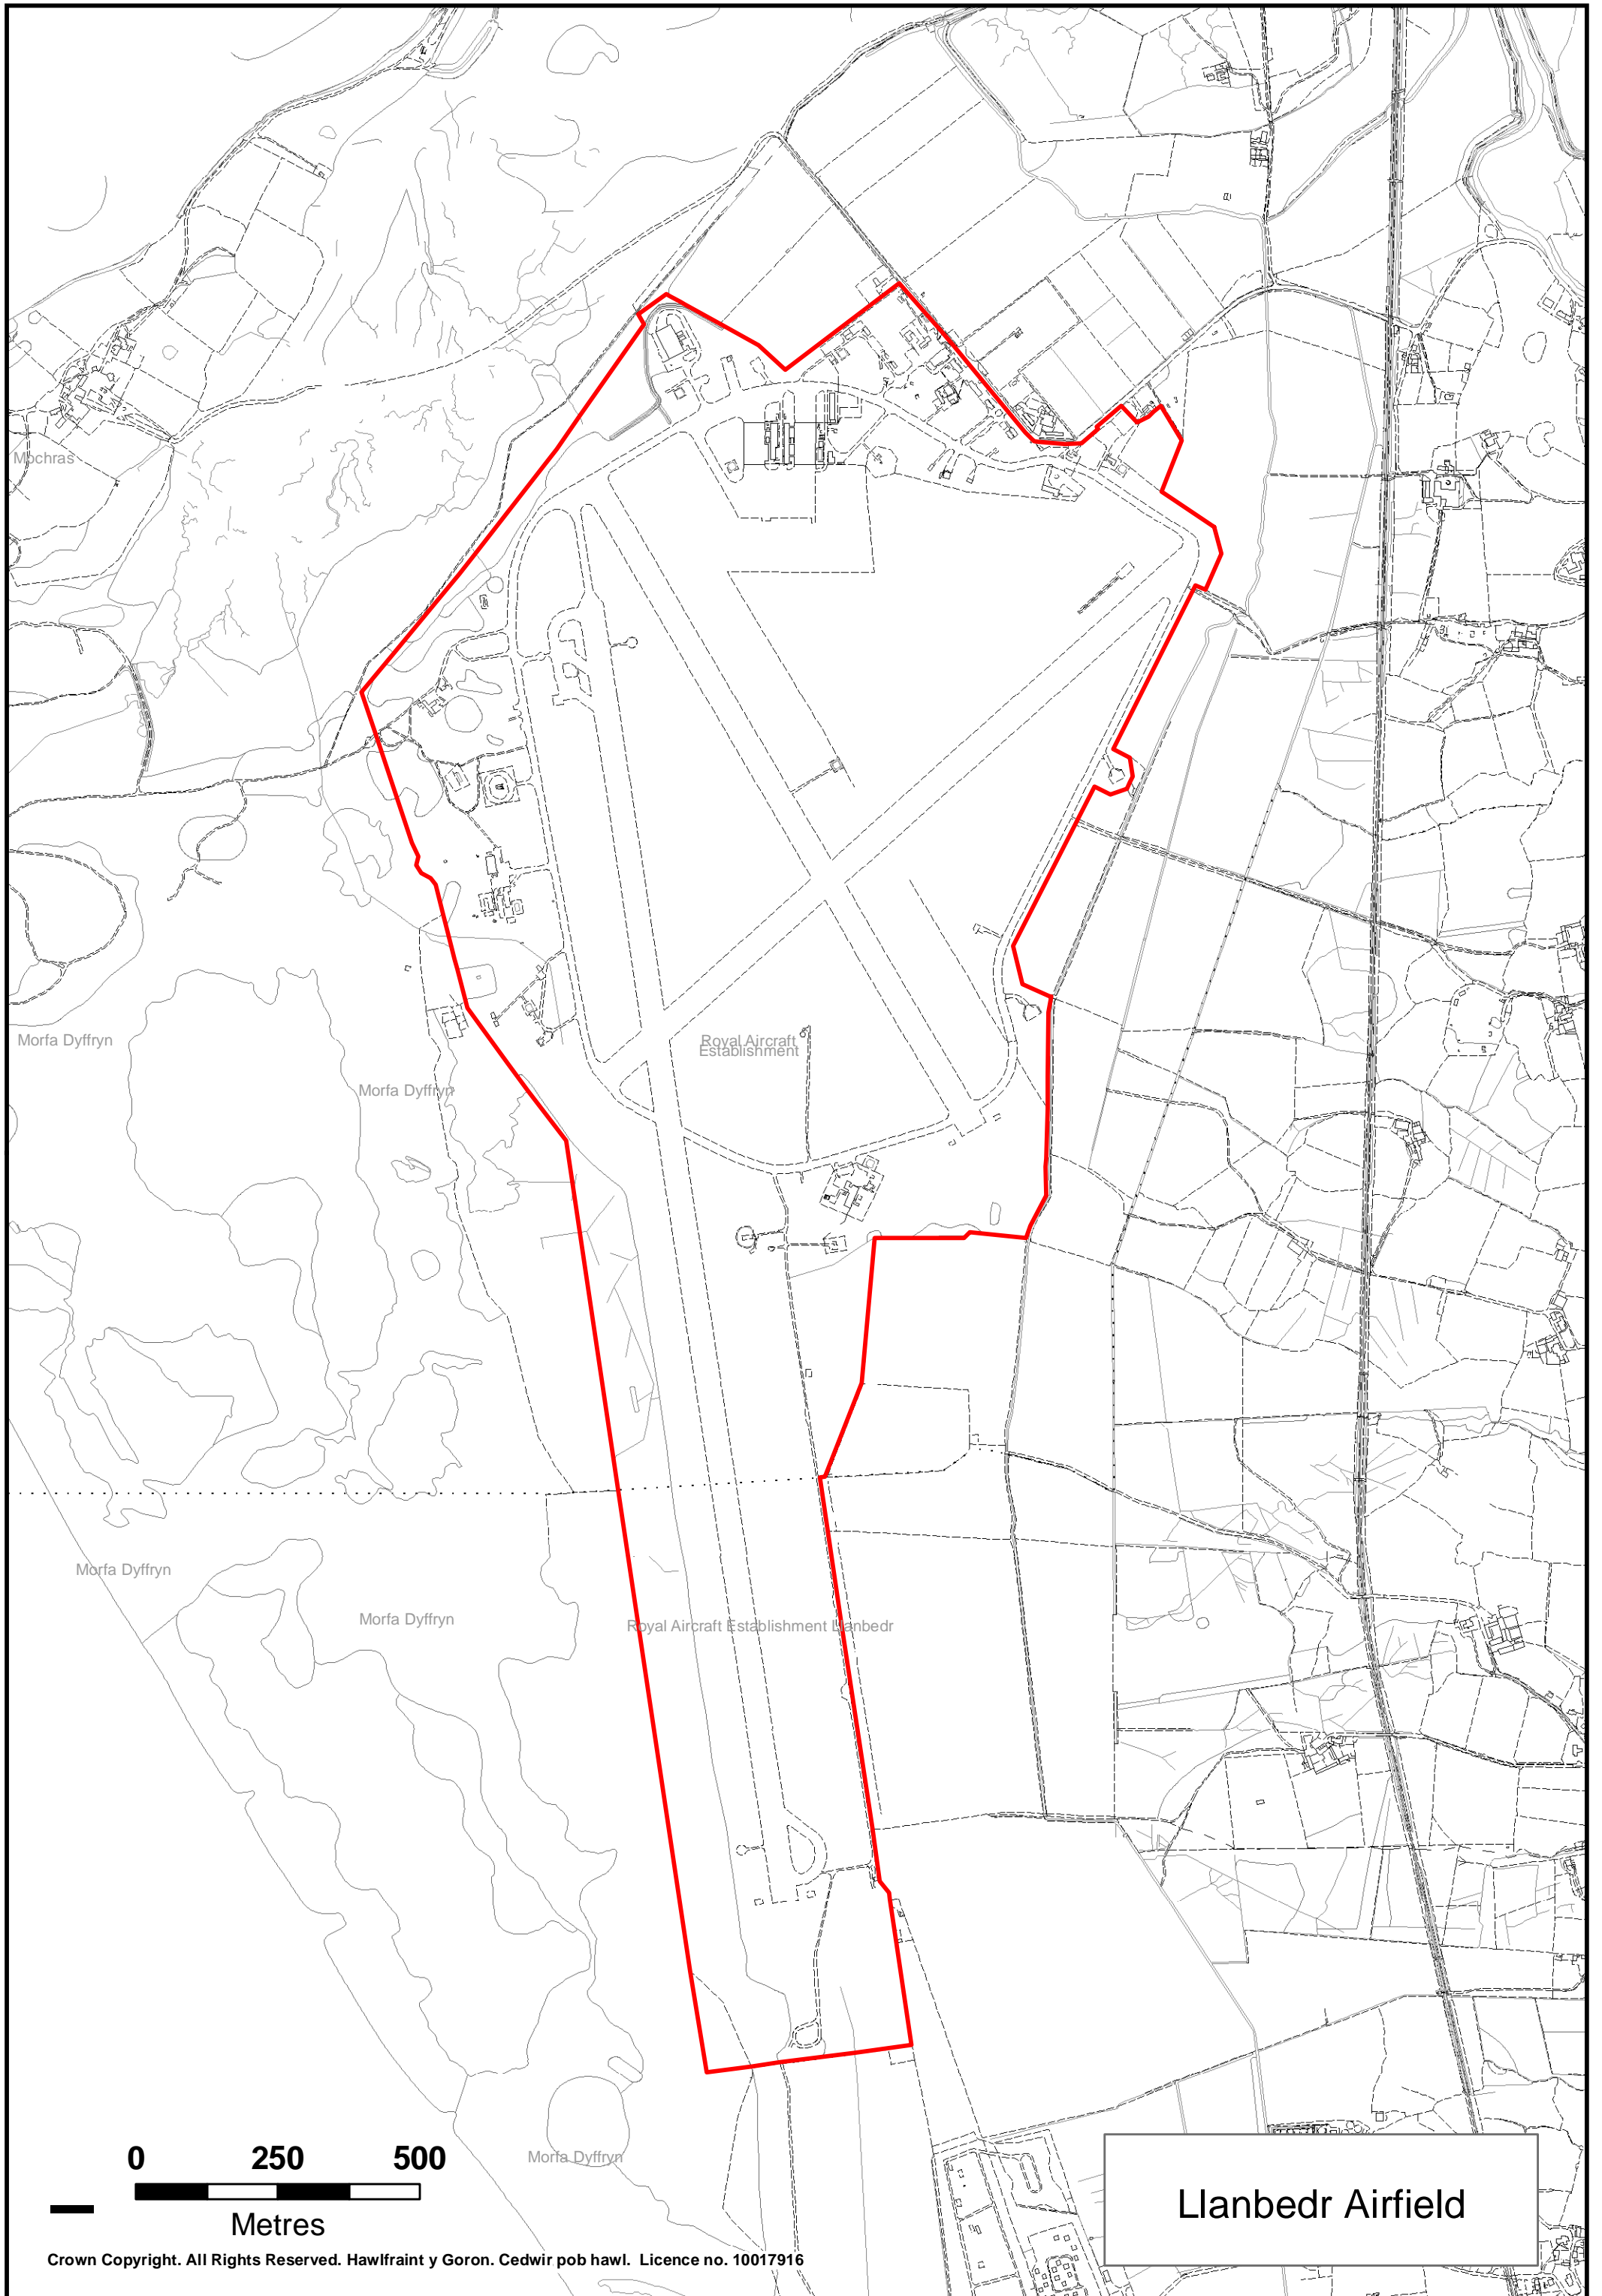 Mochras
Royal Aircraft
Establishment
Morfa Dyffryn
Morfa Dyffryn
Morfa Dyffryn
Morfa Dyffryn
Royal Aircraft Establishment Llanbedr
Morfa Dyffryn
0 250 500
Metres
Llanbedr Airfield
Crown Copyright. All Rights Reserved. Hawlfraint y Goron. Cedwir pob hawl. Licence no. 10017916